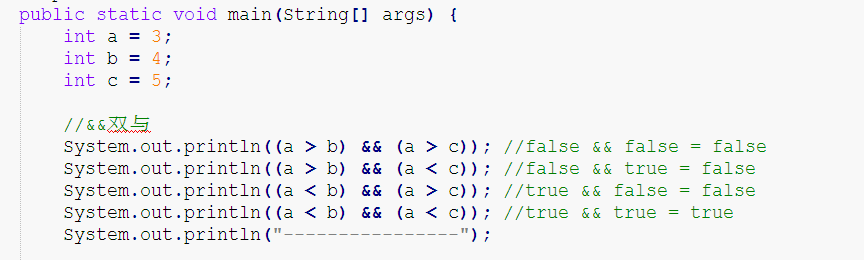 public static void main(String[] args) {
int a = 3;
int b = 4;
int c = 5;
//&&双与
System.out.println((a > b) && (a > c)); //false && false = false
System.out.println((a > b) && (a < c)); //false && true = false
System.out.println((a < b) && (a > c)); //true && false = false
System.out.println((a < b) && (a < c)); //true && true = true
System.out.println("----------------");